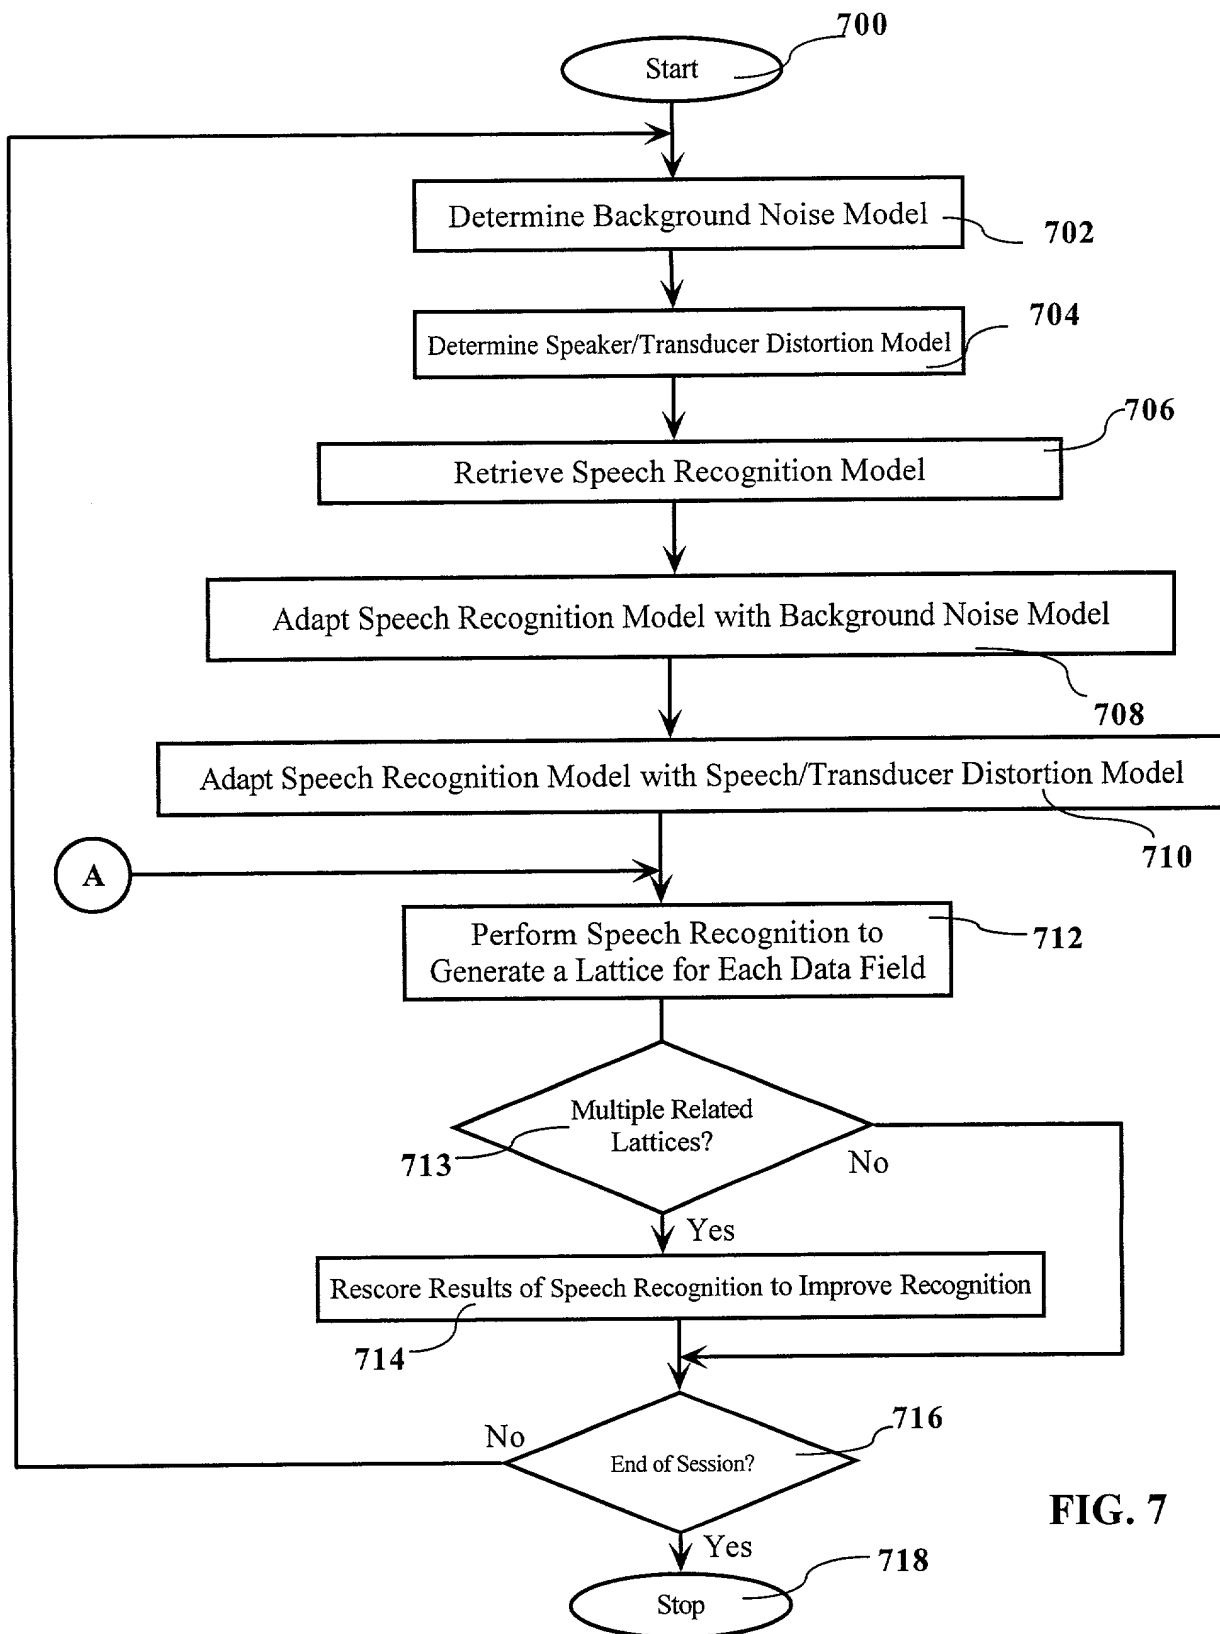 700
Start
Determine Background Noise Model
702
704
Determine Speaker/Transducer Distortion Model
706
Retrieve Speech Recognition Model
Adapt Speech Recognition Model with Background Noise Model
708
Adapt Speech Recognition Model with Speech/Transducer Distortion Model
710
A
Perform Speech Recognition to
Generate a Lattice for Each Data Field
712
Multiple Related
Lattices?
713
No
Yes
Rescore Results of Speech Recognition to Improve Recognition
714
716
No
End of Session?
FIG. 7
Yes
718
Stop